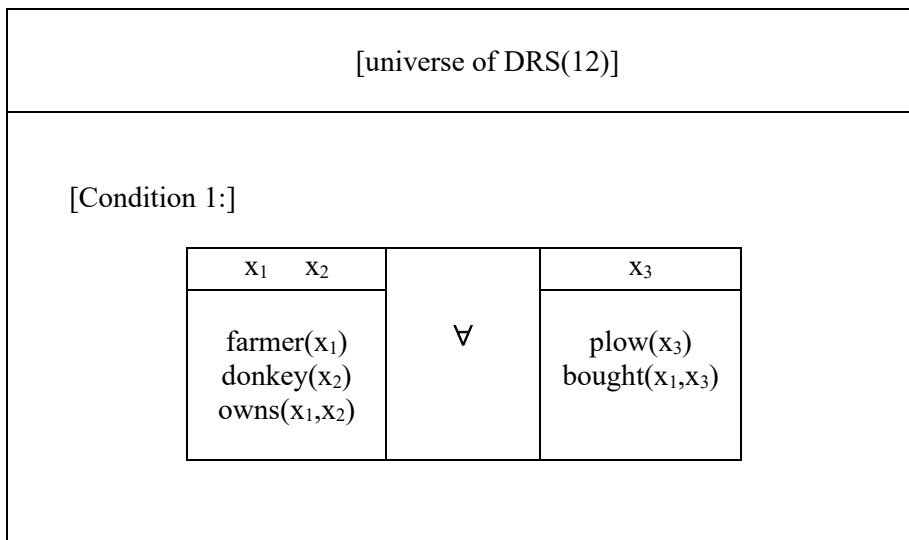 [universe of DRS(12)]
[Condition 1:]
x₁ x₂
x₃
farmer(x₁)
donkey(x₂)
owns(x₁,x₂)
∀
plow(x₃)
bought(x₁,x₃)